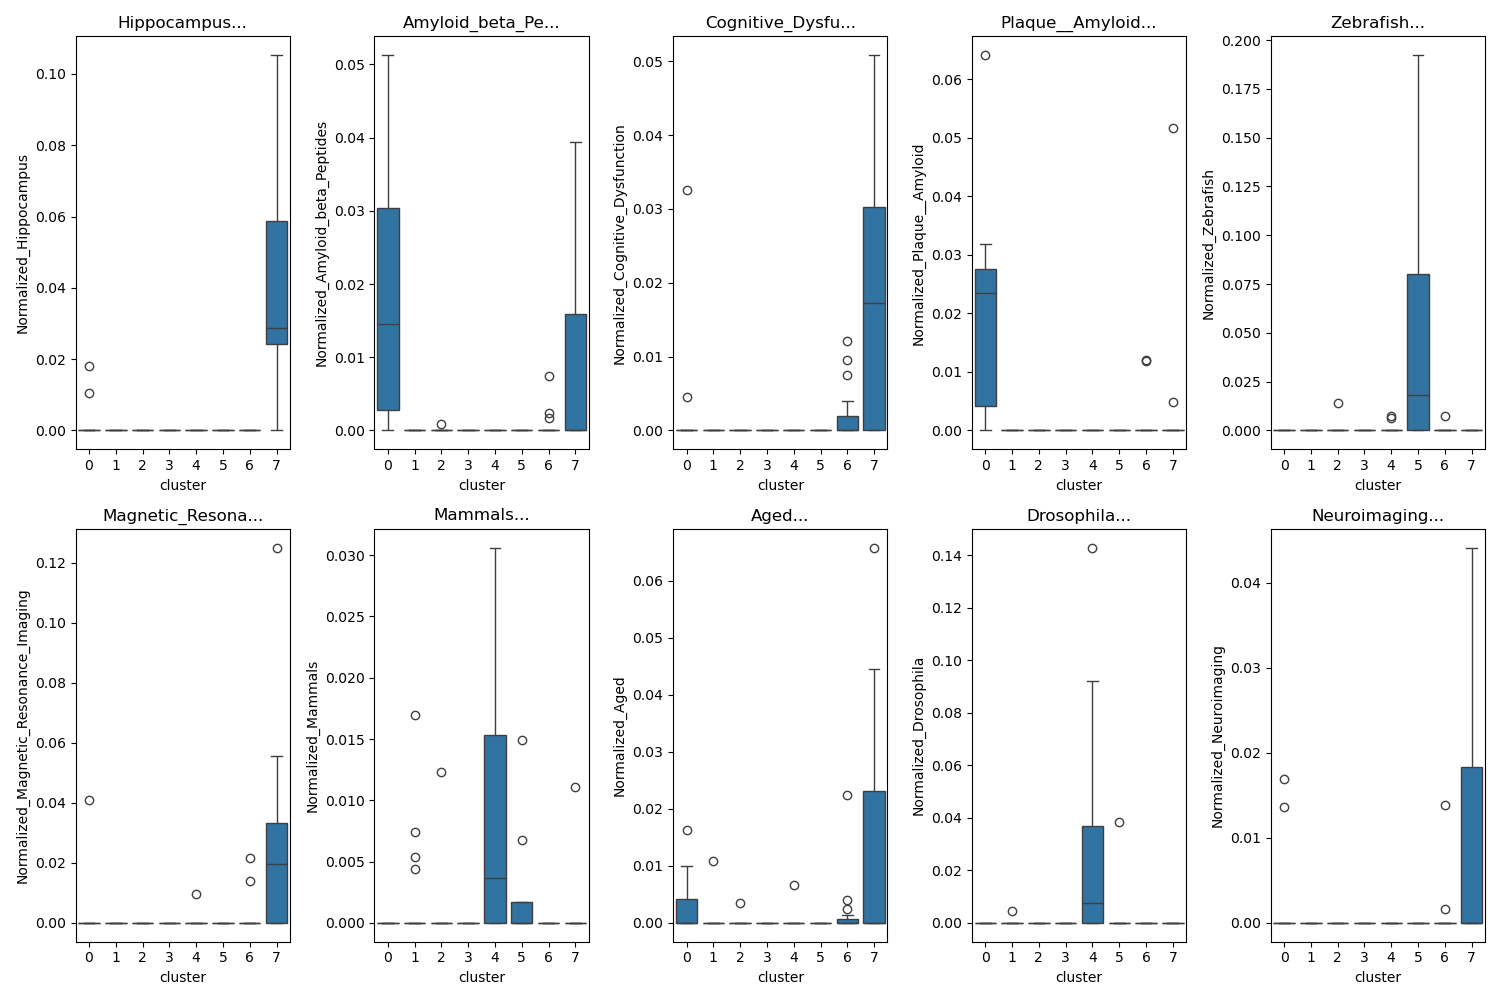 Hippocampus...
Normalized_Hippocampus
0.10
0.08
0.06
0.04
0.02
0.00
0 1 2 3 4 5 6 7
cluster
Amyloid_beta_Pe...
Normalized_Amyloid_beta_Peptides
0.05
0.04
0.03
0.02
0.01
0.00
0 1 2 3 4 5 6 7
cluster
Cognitive_Dysfu...
Normalized_Cognitive_Dysfunction
0.05
0.04
0.03
0.02
0.01
0.00
0 1 2 3 4 5 6 7
cluster
Plaque__Amyloid...
Normalized_Plaque__Amyloid
0.06
0.05
0.04
0.03
0.02
0.01
0.00
0 1 2 3 4 5 6 7
cluster
Zebrafish...
Normalized_Zebrafish
0.200
0.175
0.150
0.125
0.100
0.075
0.050
0.025
0.000
0 1 2 3 4 5 6 7
cluster
Magnetic_Resona...
Normalized_Magnetic_Resonance_Imaging
0.12
0.10
0.08
0.06
0.04
0.02
0.00
0 1 2 3 4 5 6 7
cluster
Mammals...
Normalized_Mammals
0.030
0.025
0.020
0.015
0.010
0.005
0.000
0 1 2 3 4 5 6 7
cluster
Aged...
Normalized_Aged
0.06
0.05
0.04
0.03
0.02
0.01
0.00
0 1 2 3 4 5 6 7
cluster
Drosophila...
Normalized_Drosophila
0.14
0.12
0.10
0.08
0.06
0.04
0.02
0.00
0 1 2 3 4 5 6 7
cluster
Neuroimaging...
Normalized_Neuroimaging
0.04
0.03
0.02
0.01
0.00
0 1 2 3 4 5 6 7
cluster